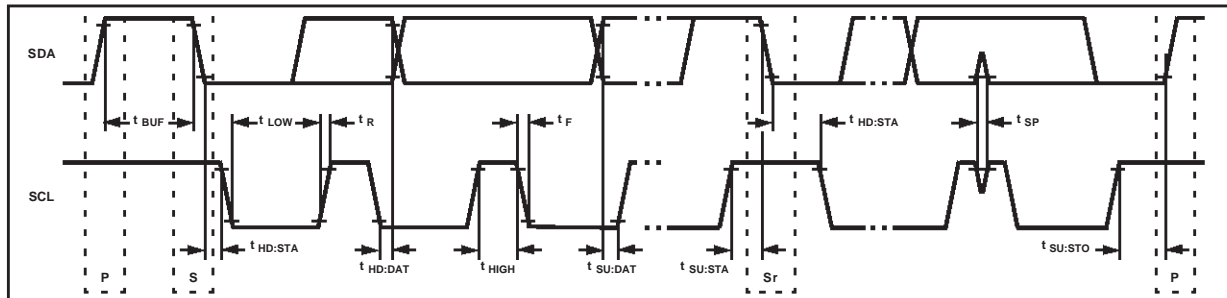 SDA
t BUF
t LOW
t R
t F
t HD:STA
t SP
SCL
t HD:STA
t HD:DAT
t HIGH
t SU:DAT
t SU:STA
t SU:STO
P
S
Sr
P